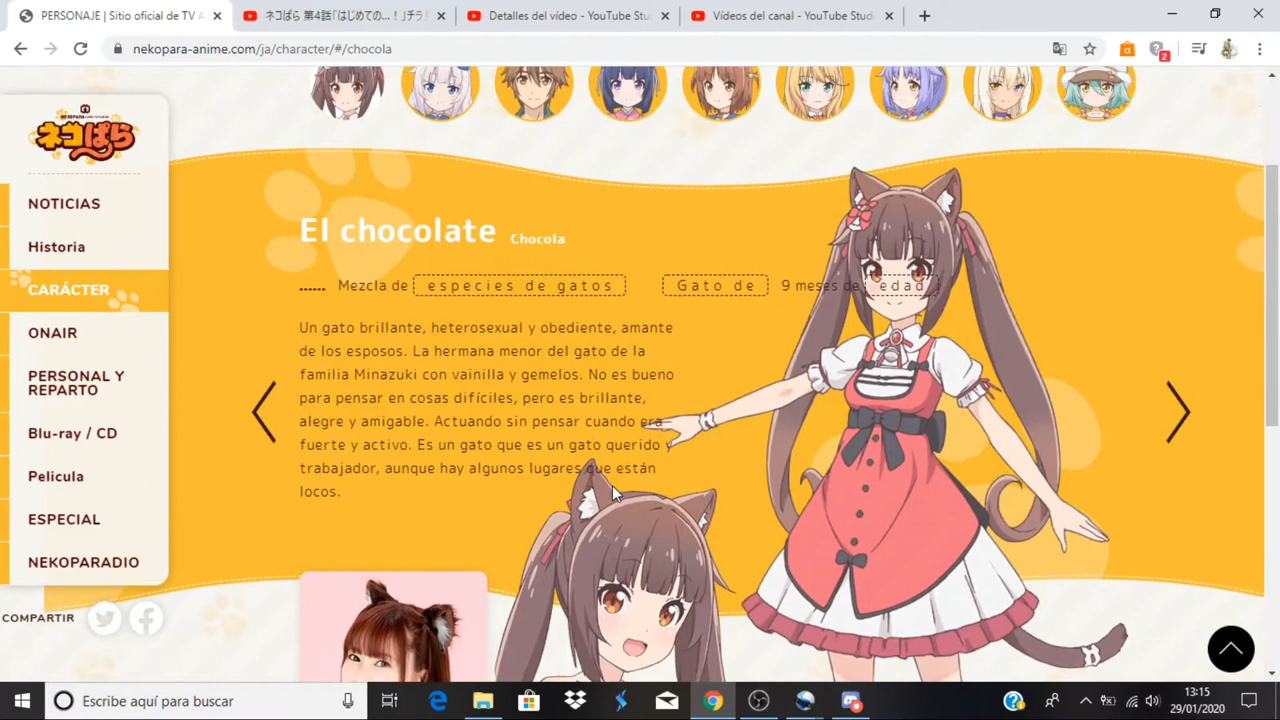 PERSONAJE | Sitio oficial de TV A
ネコぱら 第4話「はじめての…！」チラ
Detalles del vídeo - YouTube Stud
Vídeos del canal - YouTube Studi
nekopara-anime.com/ja/character/#/chocola
2
ネコぱら
NOTICIAS
Historia
CARÁCTER
ONAIR
PERSONAL Y
REPARTO
Blu-ray / CD
Pelicula
ESPECIAL
NEKOPARADIO
COMPARTIR
El chocolate Chocola
Mezcla de especies de gatos Gato de 9 meses de edad
Un gato brillante, heterosexual y obediente, amante
de los esposos. La hermana menor del gato de la
familia Minazuki con vainilla y gemelos. No es bueno
para pensar en cosas difíciles, pero es brillante,
alegre y amigable. Actuando sin pensar cuando era
fuerte y activo. Es un gato que es un gato querido y
trabajador, aunque hay algunos lugares que están
locos.
Escribe aquí para buscar
13:15
29/01/2020